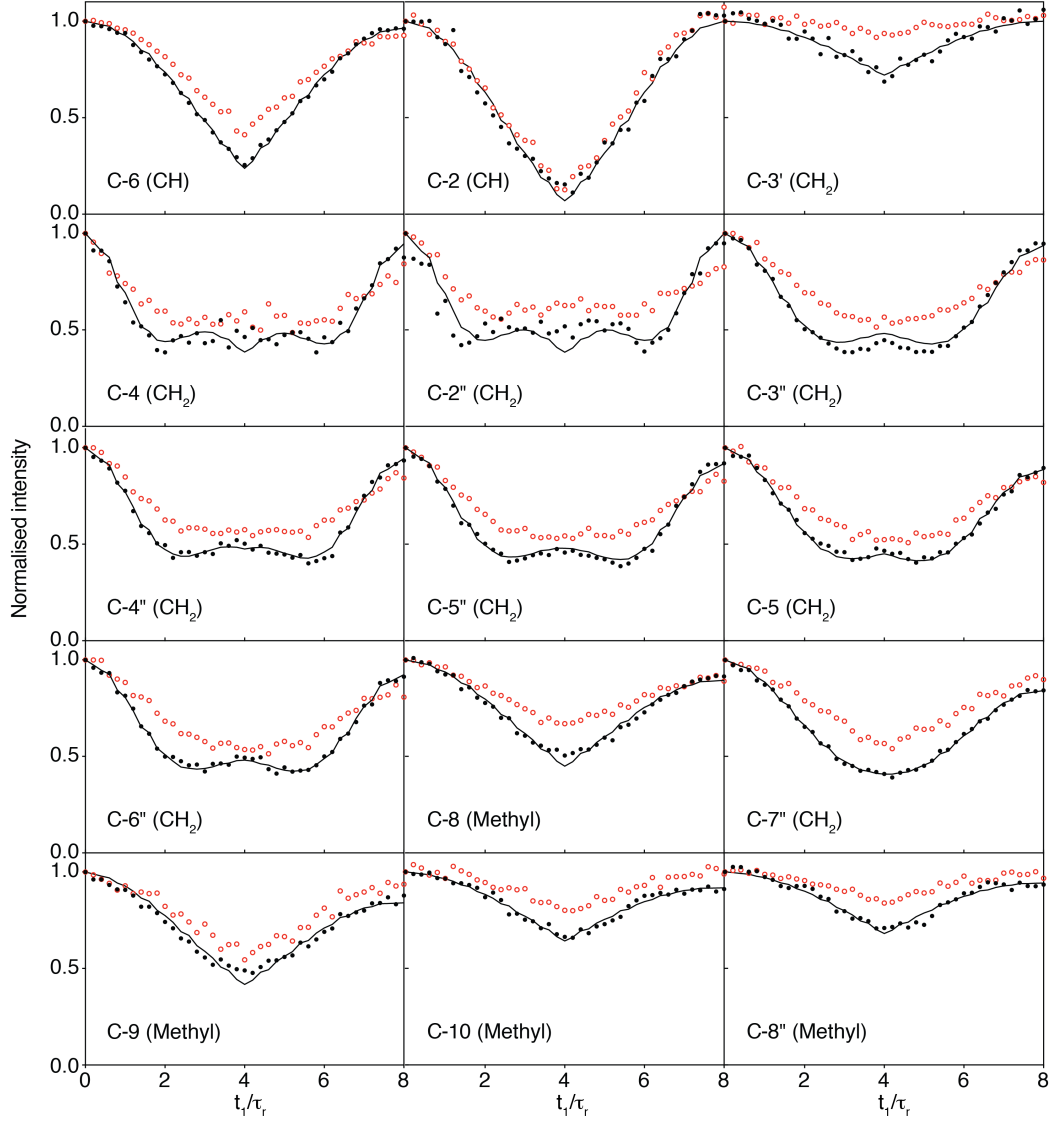 1.0
0.5
0.0
C-6 (CH)
C-2 (CH)
C-3' (CH₂)
1.0
0.5
0.0
C-4 (CH₂)
C-2" (CH₂)
C-3" (CH₂)
Normalised intensity
1.0
0.5
0.0
C-4" (CH₂)
C-5" (CH₂)
C-5 (CH₂)
1.0
0.5
0.0
C-6" (CH₂)
C-8 (Methyl)
C-7" (CH₂)
1.0
0.5
0.0
C-9 (Methyl)
C-10 (Methyl)
C-8" (Methyl)
0 2 4 6 8 2 4 6 8 2 4 6 8
t₁/τᵣ t₁/τᵣ t₁/τᵣ